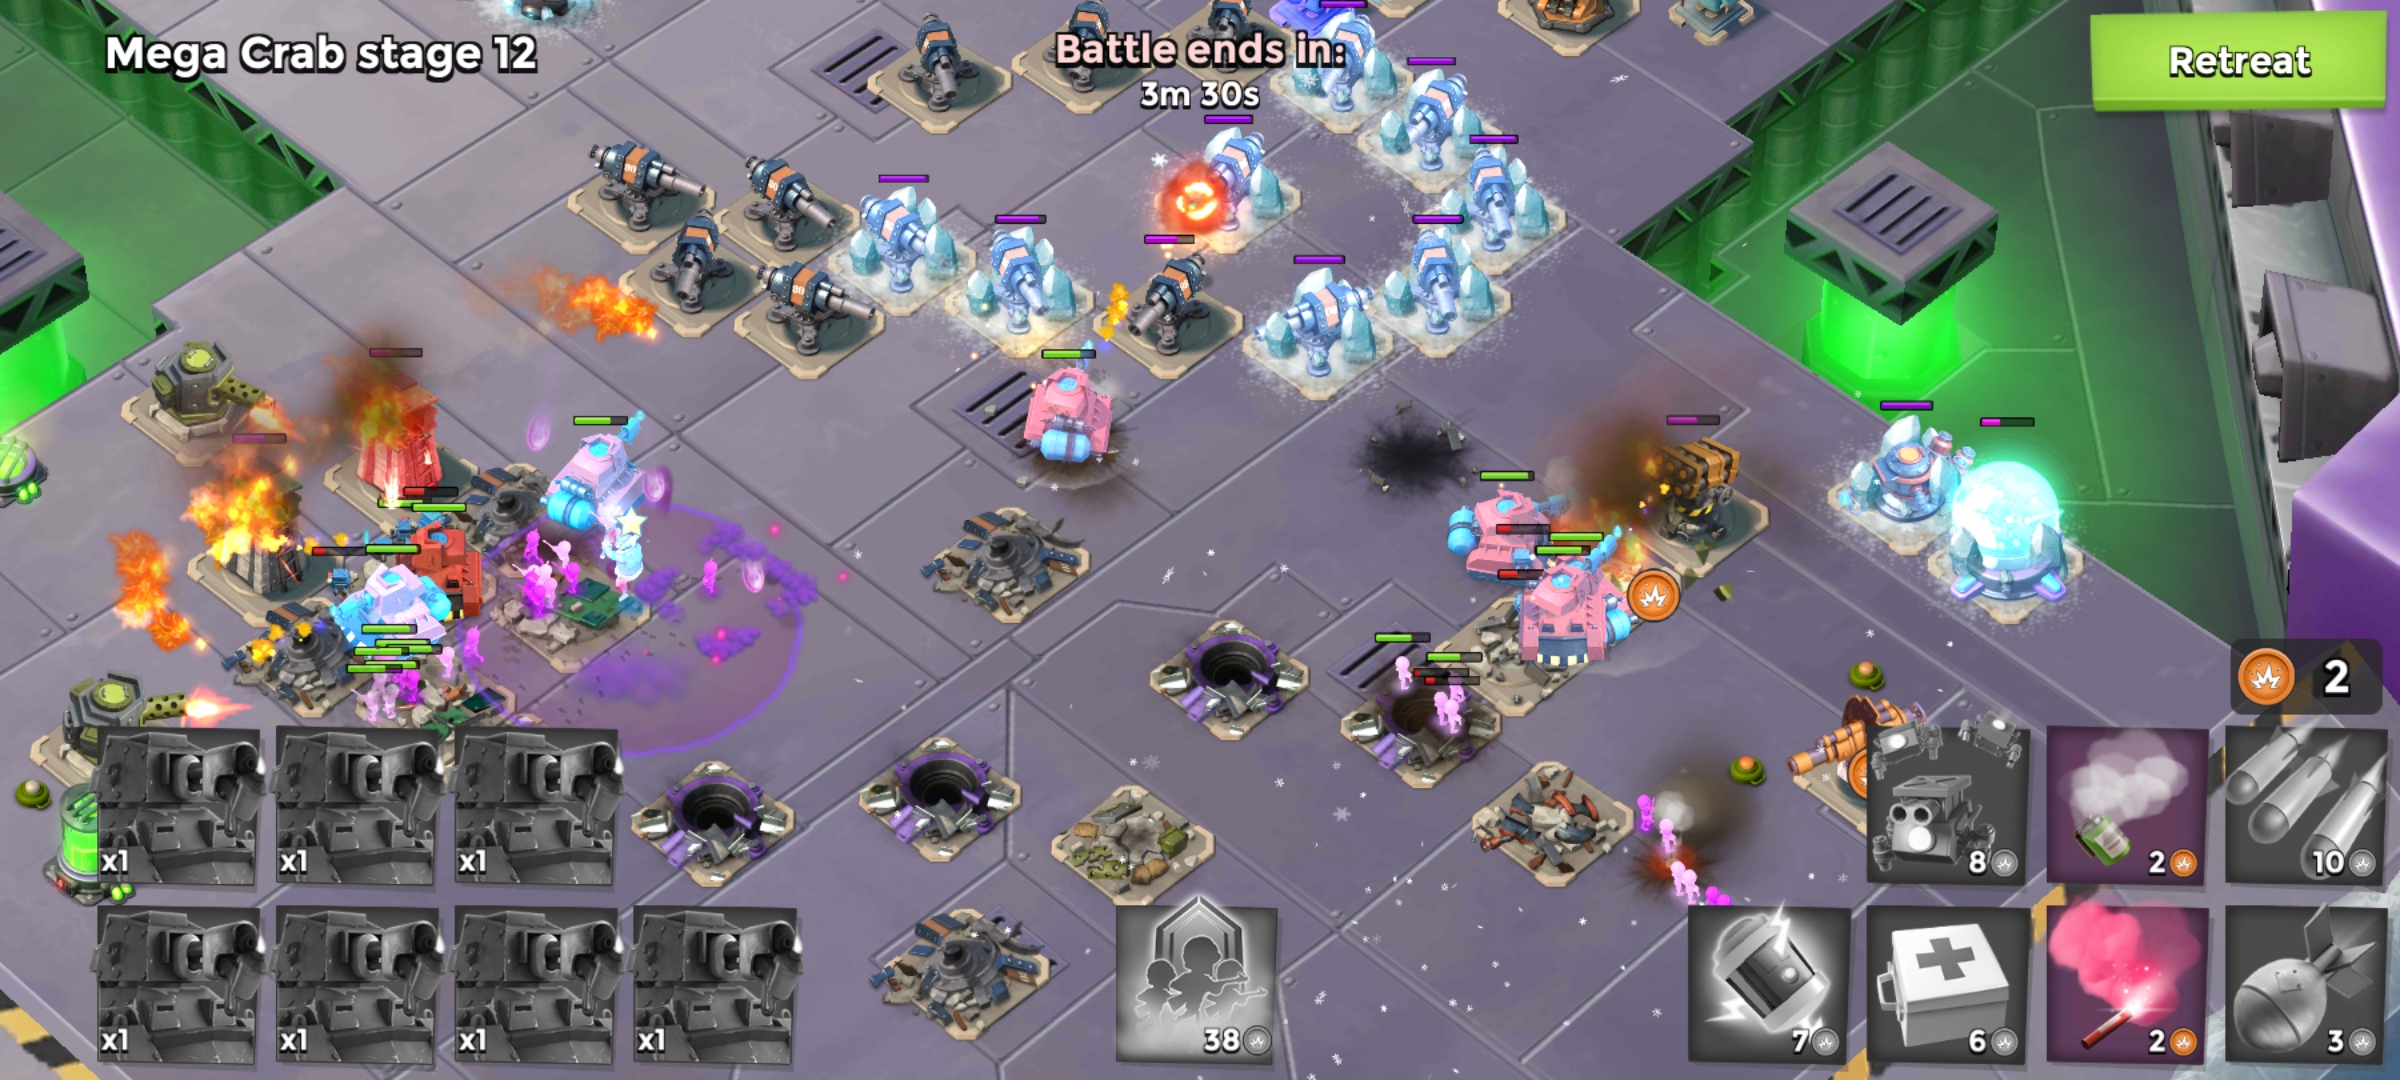 Mega Crab stage 12
Battle ends in:
3m 30s
Retreat
2
x1
x1
x1
8
2
10
x1
x1
x1
x1
38
7
6
2
3